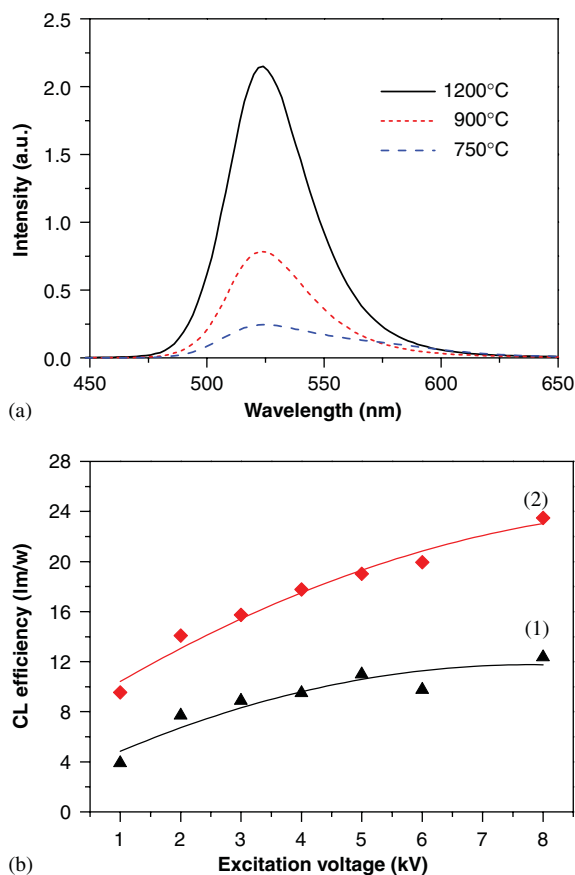 2.5
2.0
1.5
1.0
0.5
0.0
Intensity (a.u.)
1200°C
900°C
750°C
450 500 550 600 650
(a)
Wavelength (nm)
28
24
20
16
12
8
4
0
CL efficiency (lm/w)
(2)
(1)
1 2 3 4 5 6 7 8
(b)
Excitation voltage (kV)